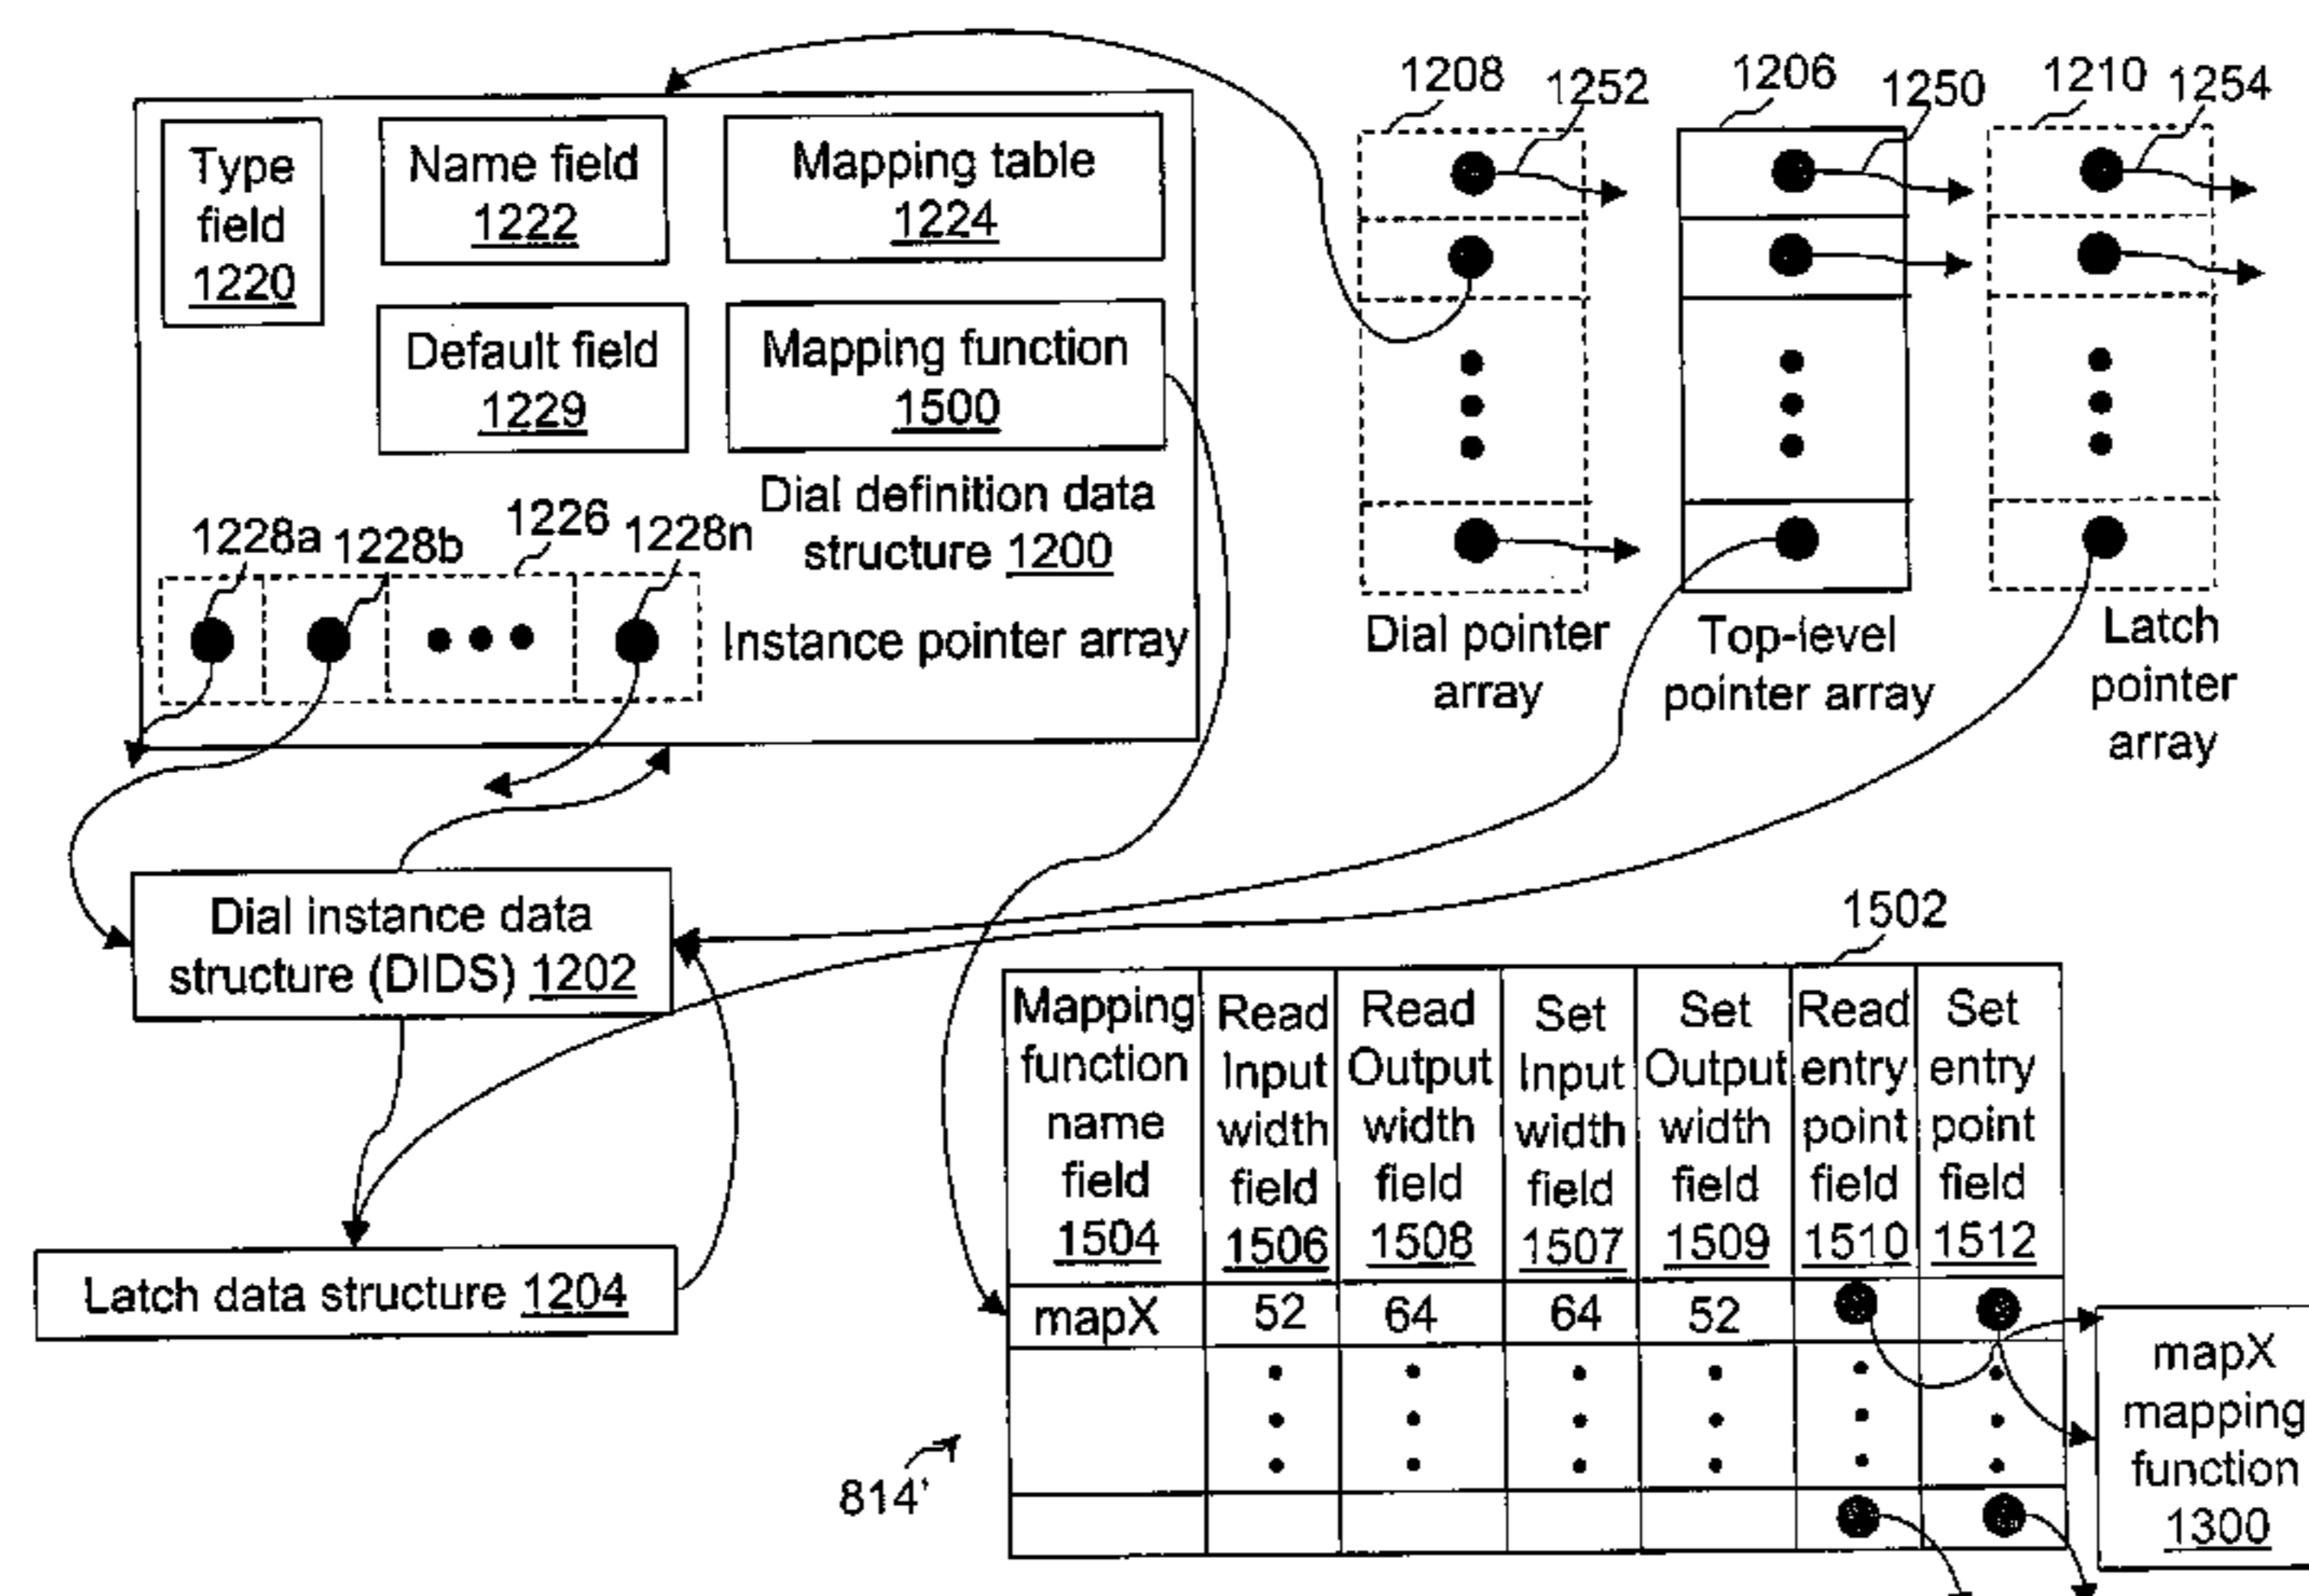 1208
1252
1206
1250
1210
1254
Type
field
1220
Name field
1222
Mapping table
1224
Default field
1229
Mapping function
1500
Dial definition data
structure 1200
1228a
1228b
1226
1228n
Instance pointer array
Dial pointer
array
Top-level
pointer array
Latch
pointer
array
Dial instance data
structure (DIDS) 1202
Latch data structure 1204
1502
Mapping
function
name
field
1504
Read
Input
width
field
1506
Read
Output
width
field
1508
Set
Input
width
field
1507
Set
Output
width
field
1509
Read
entry
point
field
1510
Set
entry
point
field
1512
mapX 52 64 64 52
mapX
mapping
function
1300
814'